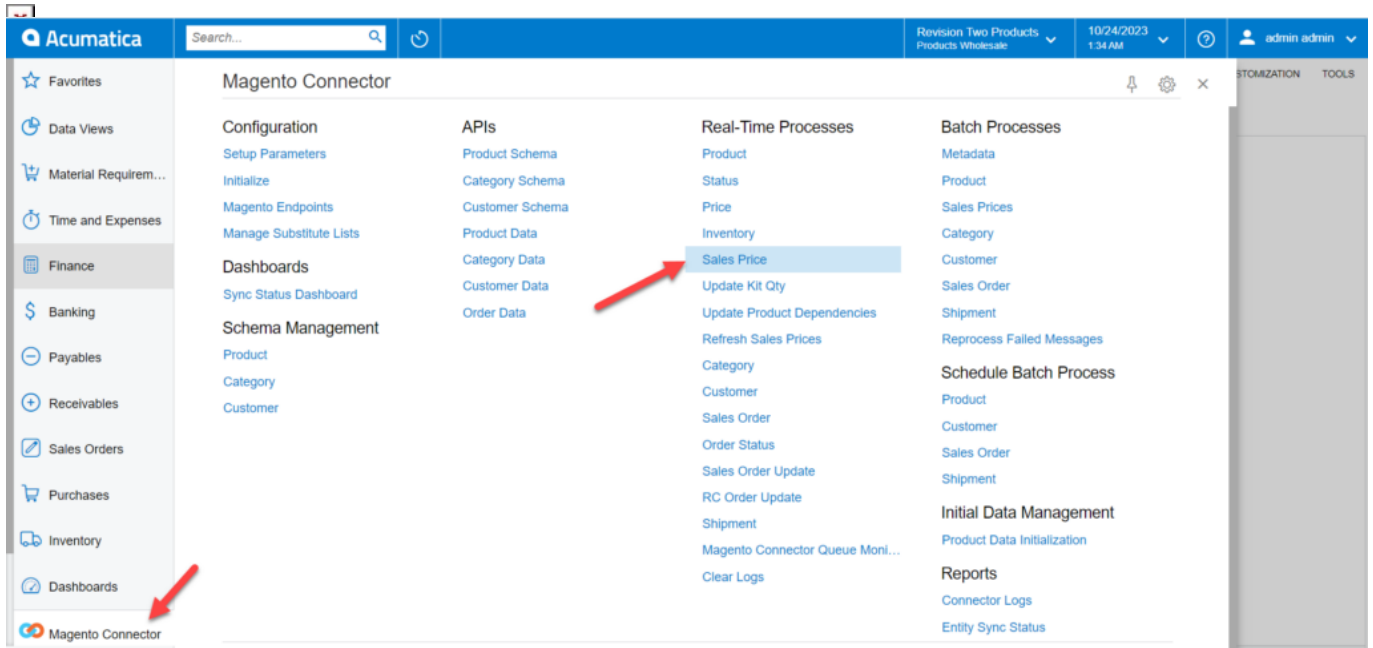 Acumatica
Search...
Revision Two Products
Products Wholesale
10/24/2023
1:34 AM
admin admin
Favorites
Data Views
Material Requirem...
Time and Expenses
Finance
Banking
Payables
Receivables
Sales Orders
Purchases
Inventory
Dashboards
Magento Connector
Magento Connector
STOMIZATION TOOLS
Configuration
Setup Parameters
Initialize
Magento Endpoints
Manage Substitute Lists
Dashboards
Sync Status Dashboard
Schema Management
Product
Category
Customer
APIs
Product Schema
Category Schema
Customer Schema
Product Data
Category Data
Customer Data
Order Data
Real-Time Processes
Product
Status
Price
Inventory
Sales Price
Update Kit Qty
Update Product Dependencies
Refresh Sales Prices
Category
Customer
Sales Order
Order Status
Sales Order Update
RC Order Update
Shipment
Magento Connector Queue Moni...
Clear Logs
Batch Processes
Metadata
Product
Sales Prices
Category
Customer
Sales Order
Shipment
Reprocess Failed Messages
Schedule Batch Process
Product
Customer
Sales Order
Shipment
Initial Data Management
Product Data Initialization
Reports
Connector Logs
Entity Sync Status